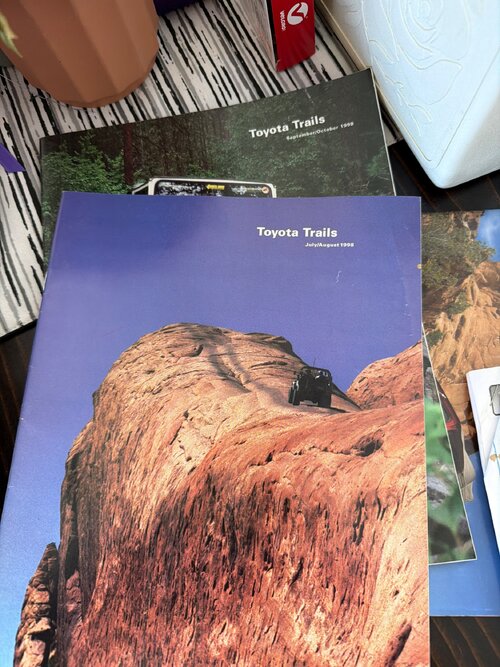 Toyota Trails
September/October 1998
Toyota Trails
July/August 1998